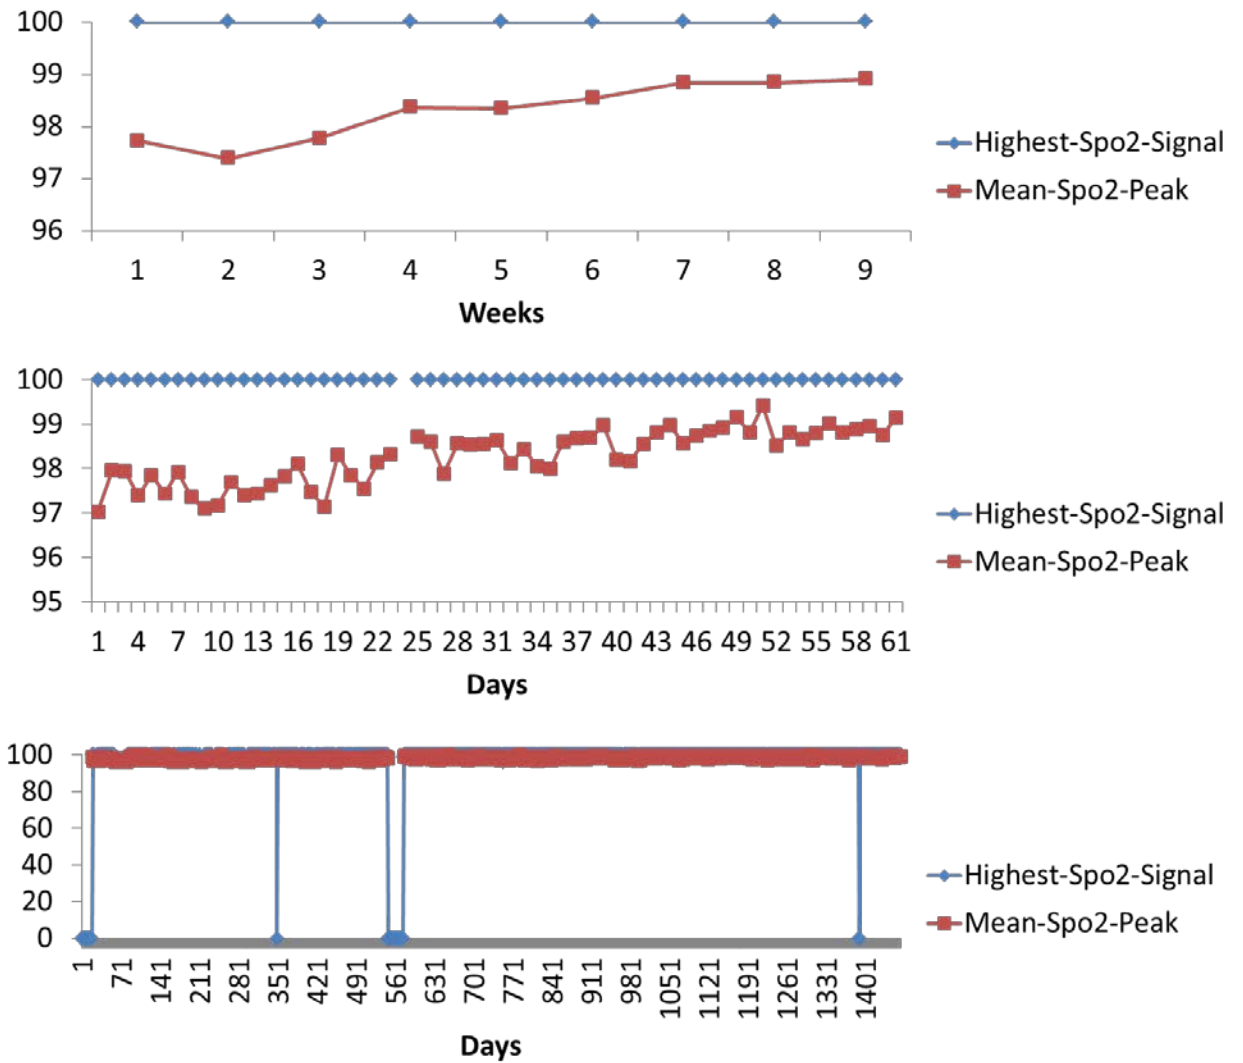 100
99
98
97
96
1 2 3 4 5 6 7 8 9
Weeks
Highest-Spo2-Signal
Mean-Spo2-Peak
100
99
98
97
96
95
1 4 7 10 13 16 19 22 25 28 31 34 37 40 43 46 49 52 55 58 61
Days
Highest-Spo2-Signal
Mean-Spo2-Peak
100
80
60
40
20
0
1 71 141 211 281 351 421 491 561 631 701 771 841 911 981 1051 1121 1191 1261 1331 1401
Days
Highest-Spo2-Signal
Mean-Spo2-Peak